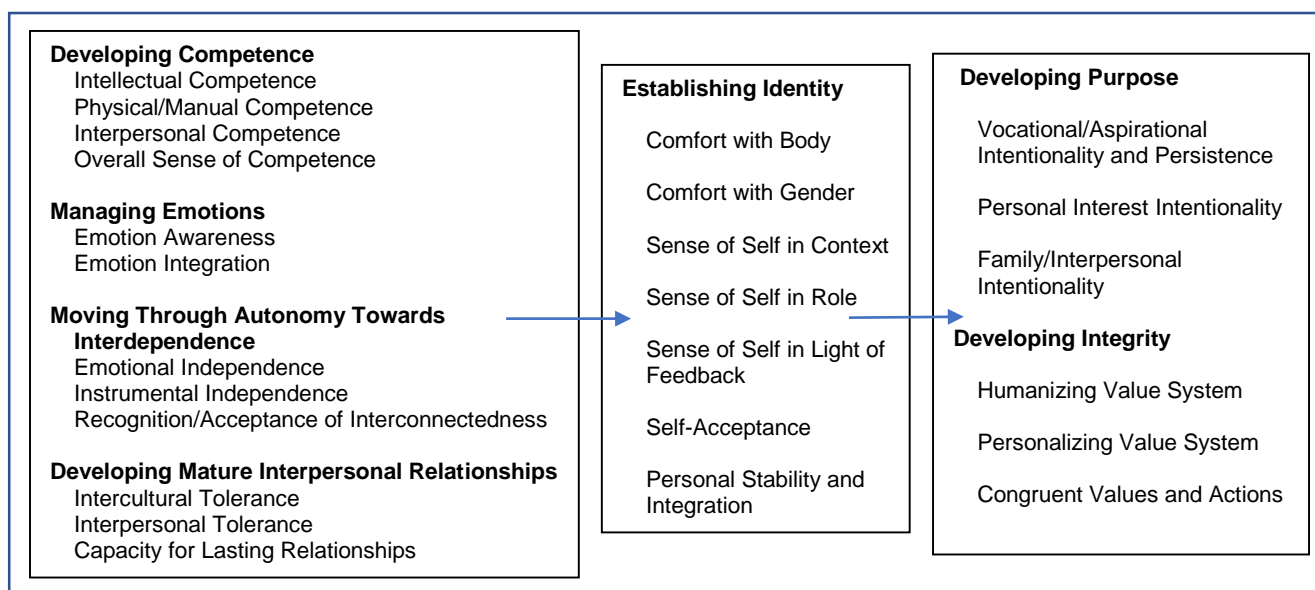 Developing Competence
Intellectual Competence
Physical/Manual Competence
Interpersonal Competence
Overall Sense of Competence
Managing Emotions
Emotion Awareness
Emotion Integration
Moving Through Autonomy Towards
Interdependence
Emotional Independence
Instrumental Independence
Recognition/Acceptance of Interconnectedness
Developing Mature Interpersonal Relationships
Intercultural Tolerance
Interpersonal Tolerance
Capacity for Lasting Relationships
Establishing Identity
Comfort with Body
Comfort with Gender
Sense of Self in Context
Sense of Self in Role
Sense of Self in Light of
Feedback
Self-Acceptance
Personal Stability and
Integration
Developing Purpose
Vocational/Aspirational
Intentionality and Persistence
Personal Interest Intentionality
Family/Interpersonal
Intentionality
Developing Integrity
Humanizing Value System
Personalizing Value System
Congruent Values and Actions